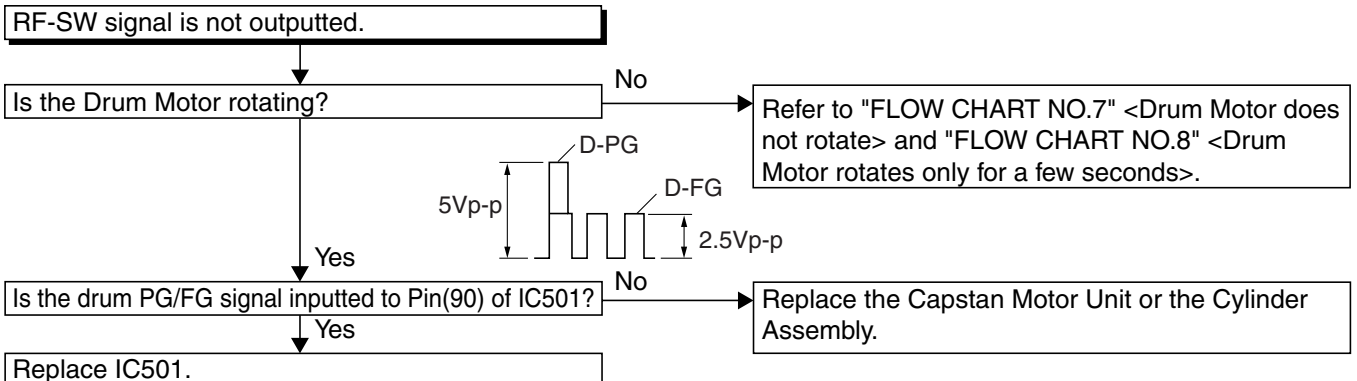 RF-SW signal is not outputted.
Is the Drum Motor rotating?
No
Refer to "FLOW CHART NO.7" <Drum Motor does
not rotate> and "FLOW CHART NO.8" <Drum
Motor rotates only for a few seconds>.
D-PG
D-FG
5Vp-p
2.5Vp-p
Yes
Is the drum PG/FG signal inputted to Pin(90) of IC501?
No
Replace the Capstan Motor Unit or the Cylinder
Assembly.
Yes
Replace IC501.